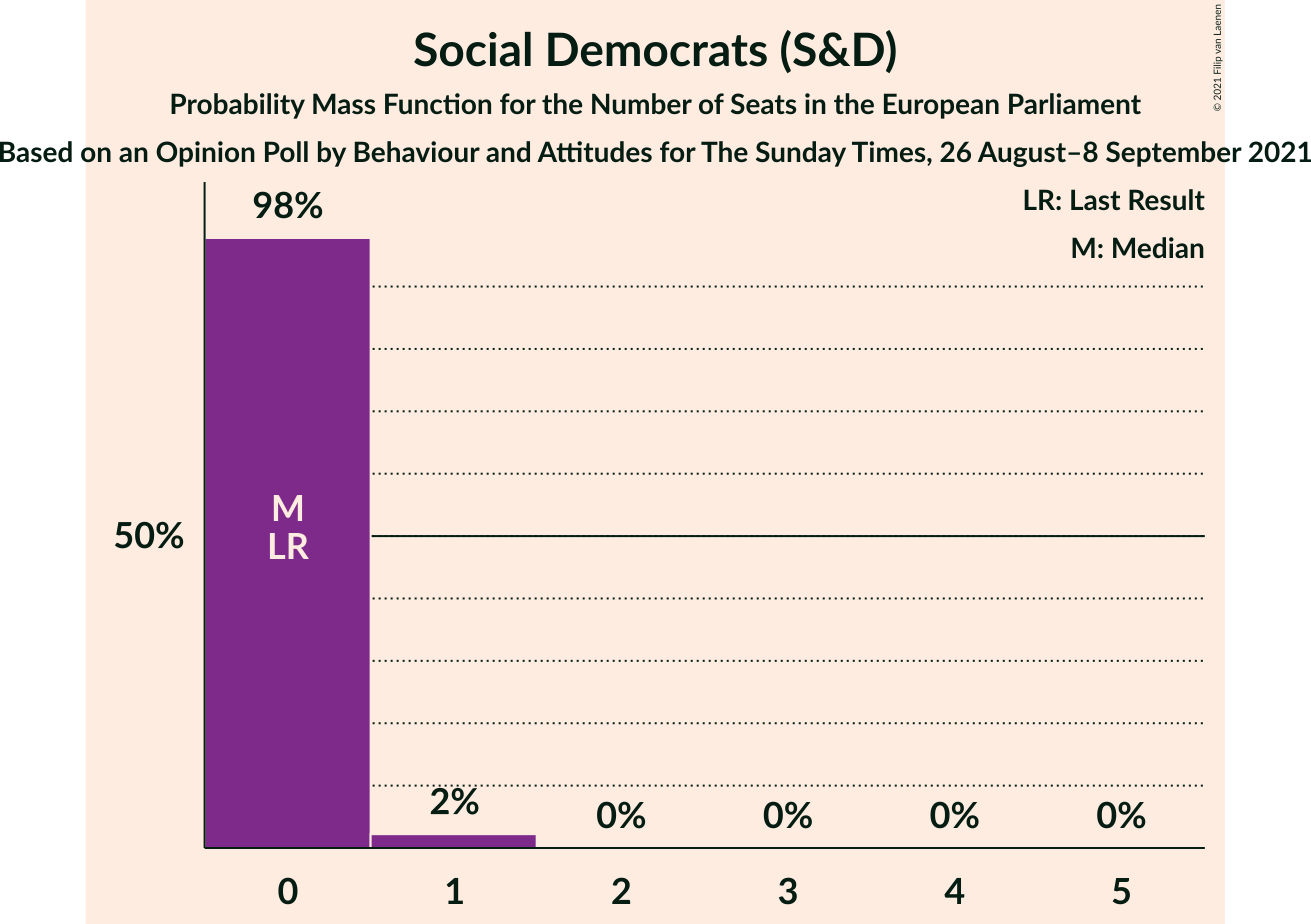 Social Democrats (S&D)
Probability Mass Function for the Number of Seats in the European Parliament
Based on an Opinion Poll by Behaviour and Attitudes for The Sunday Times, 26 August–8 September 2021
© 2021 Filip van Laenen
LR: Last Result
M: Median
98%
M
LR
50%
2%
0%
0%
0%
0%
0
1
2
3
4
5